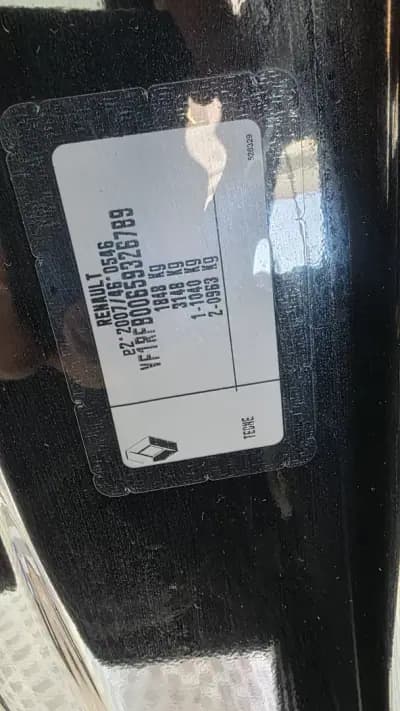 RENAULT
e2*2007/46*0546
VF1RFB00659326789
1848 Kg
3148 Kg
1-1040 Kg
2-0963 Kg
TECHE